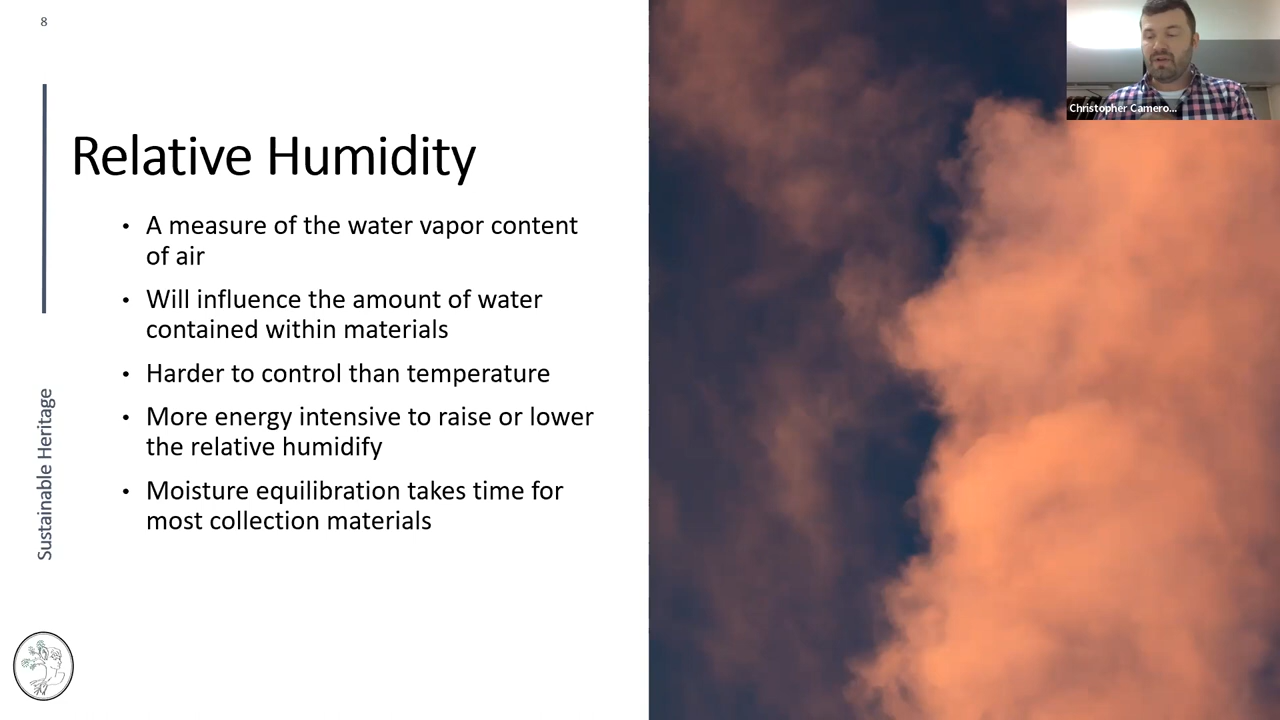 8
Christopher Camero...
Relative Humidity
• A measure of the water vapor content
of air
• Will influence the amount of water
contained within materials
• Harder to control than temperature
• More energy intensive to raise or lower
the relative humidify
• Moisture equilibration takes time for
most collection materials
Sustainable Heritage